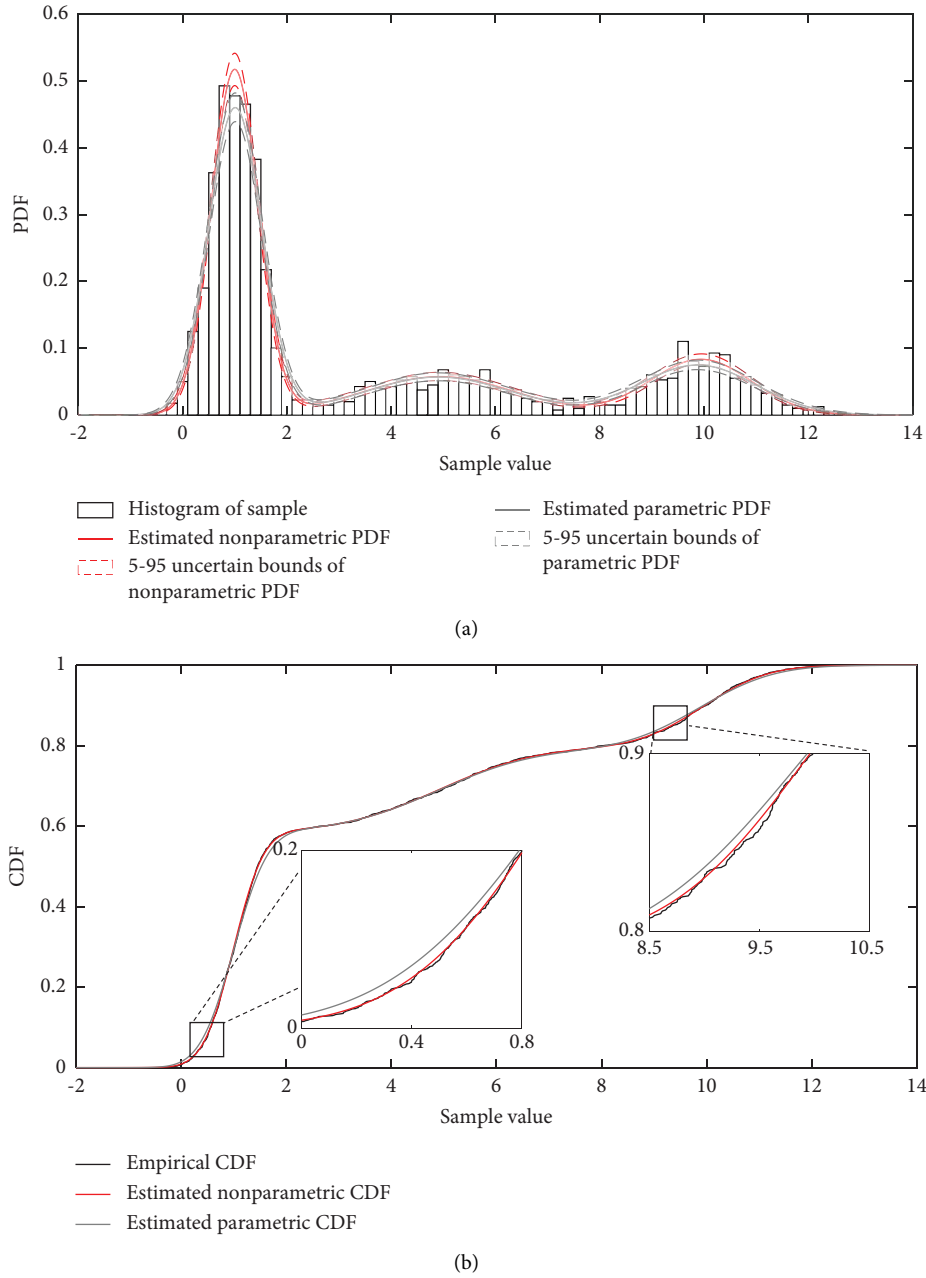 0.6
0.5
0.4
0.3
0.2
0.1
0
PDF
-2 0 2 4 6 8 10 12 14
Sample value
Histogram of sample
Estimated nonparametric PDF
5-95 uncertain bounds of
nonparametric PDF
Estimated parametric PDF
5-95 uncertain bounds of
parametric PDF
(a)
1
0.8
0.6
0.4
0.2
0
CDF
-2 0 2 4 6 8 10 12 14
Sample value
0.2
0
0 0.4 0.8
0.9
0.8
8.5 9.5 10.5
Empirical CDF
Estimated nonparametric CDF
Estimated parametric CDF
(b)